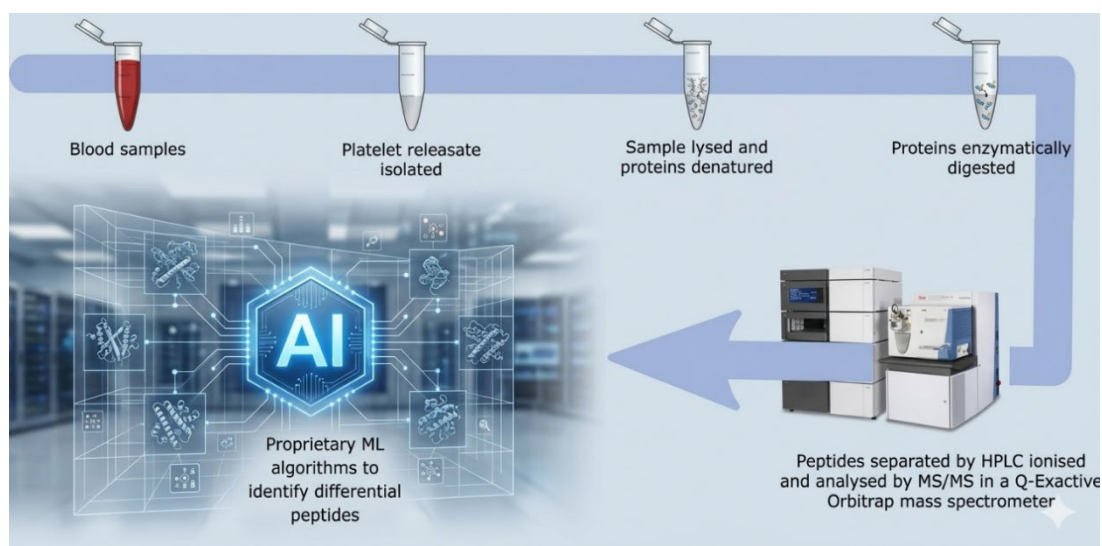 Blood samples
Platelet releasate
isolated
Sample lysed and
proteins denatured
Proteins enzymatically
digested
AI
Proprietary ML
algorithms to
identify differential
peptides
Peptides separated by HPLC ionised
and analysed by MS/MS in a Q-Exactive
Orbitrap mass spectrometer